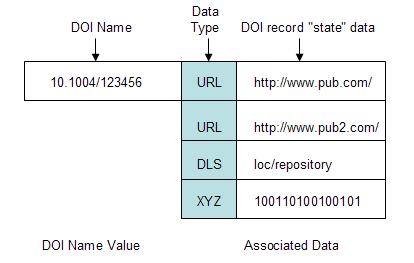 Data
DOI Name Type DOI record "state" data
10.1004/123456 URL http://www.pub.com/
URL http://www.pub2.com/
DLS loc/repository
XYZ 100110100100101
DOI Name Value Associated Data